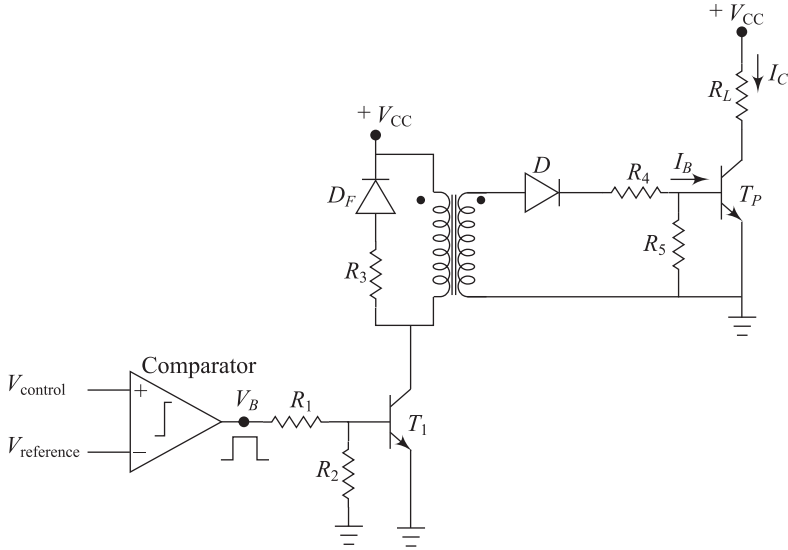 + V_CC
I_C
R_L
+ V_CC
D
R_4
I_B
T_P
D_F
R_5
R_3
Comparator
V_control
+
V_B
R_1
T_1
V_reference
−
R_2